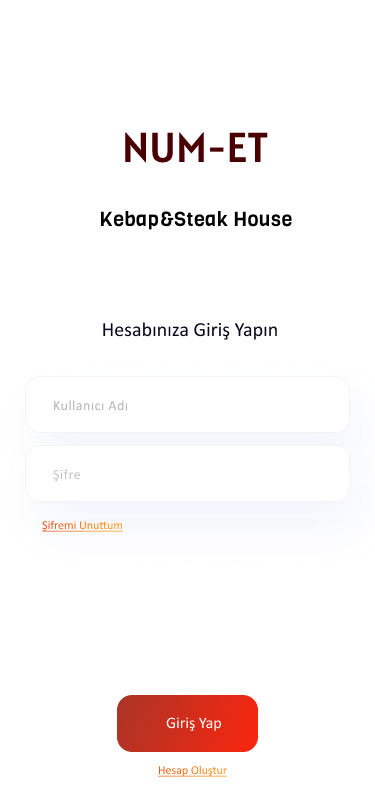 NUM-ET
Kebap&Steak House
Hesabınıza Giriş Yapın
Kullanıcı Adı
Şifre
Şifremi Unuttum
Giriş Yap
Hesap Oluştur